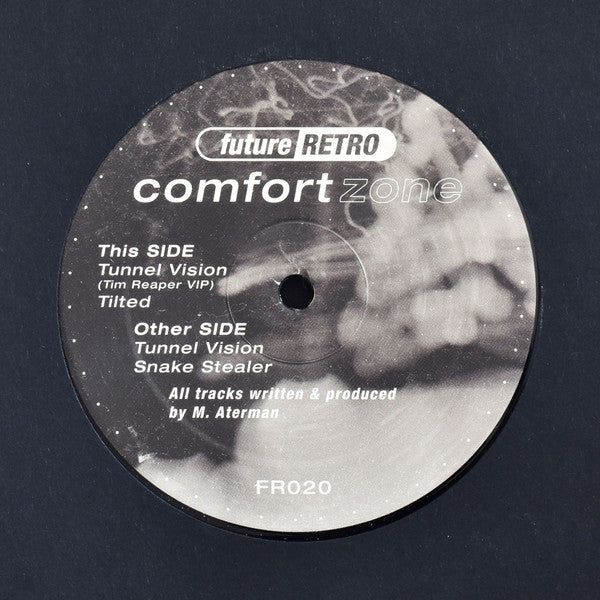 future RETRO
comfort zone
This SIDE
Tunnel Vision
(Tim Reaper VIP)
Tilted
Other SIDE
Tunnel Vision
Snake Stealer
All tracks written & produced
by M. Aterman
FR020